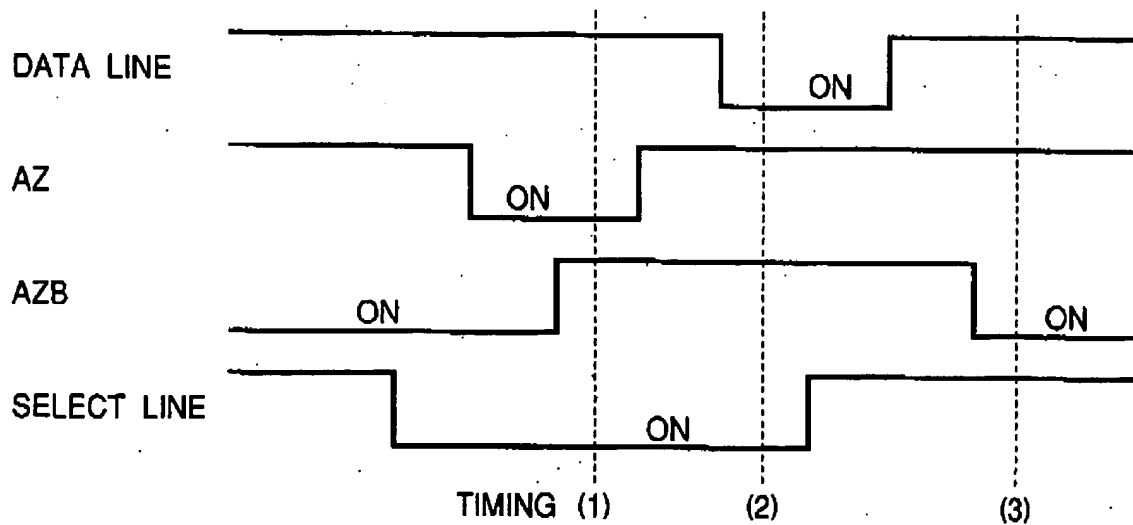 DATA LINE
ON
AZ
ON
AZB
ON
ON
SELECT LINE
ON
TIMING (1) (2) (3)